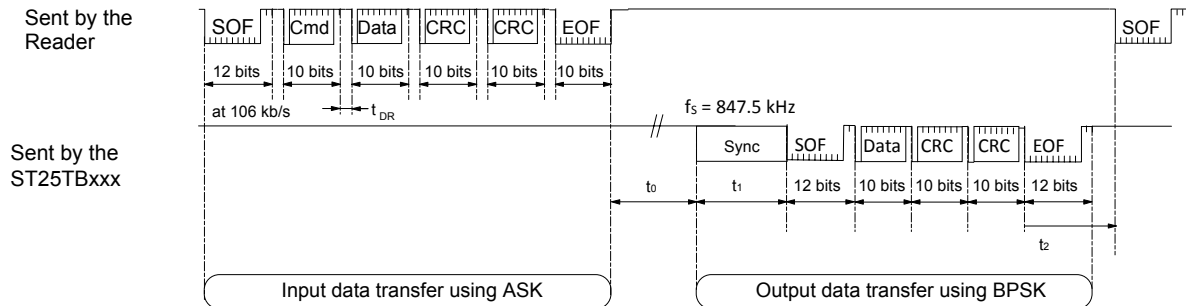 Sent by the
Reader
SOF Cmd Data CRC CRC EOF SOF
12 bits 10 bits 10 bits 10 bits 10 bits 10 bits
at 106 kb/s tDR fs = 847.5 kHz
Sent by the
ST25TBxxx
// Sync SOF Data CRC CRC EOF
t0 t1 12 bits 10 bits 10 bits 10 bits 12 bits
t2
Input data transfer using ASK Output data transfer using BPSK